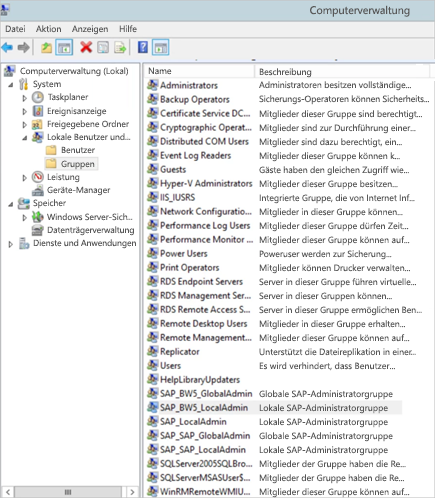 Computerverwaltung
Datei Aktion Anzeigen Hilfe
Computerverwaltung (Lokal)
System
Taskplaner
Ereignisanzeige
Freigegebene Ordner
Lokale Benutzer und...
Benutzer
Gruppen
Leistung
Geräte-Manager
Speicher
Windows Server-Sich...
Datenträgerverwaltung
Dienste und Anwendungen
Name Beschreibung
Administrators Administratoren besitzen vollständige...
Backup Operators Sicherungs-Operatoren können Sicherheits...
Certificate Service DC... Mitglieder dieser Gruppe sind berechtigt...
Cryptographic Operat... Mitglieder sind zur Durchführung einer...
Distributed COM Users Mitglieder sind dazu berechtigt, ein...
Event Log Readers Mitglieder dieser Gruppe können k...
Guests Gäste haben den gleichen Zugriff wie...
Hyper-V Administrators Mitglieder dieser Gruppe besitzen...
IIS_IUSRS Integrierte Gruppe, die von Internet Inf...
Network Configuratio... Mitglieder in dieser Gruppe können...
Performance Log Users Mitglieder dieser Gruppe dürfen Zeit...
Performance Monitor ... Mitglieder dieser Gruppe können auf...
Power Users Poweruser werden zur Sicherung...
Print Operators Mitglieder können Drucker verwalten...
RDS Endpoint Servers Server in dieser Gruppe führen virtuelle...
RDS Management Ser... Server in dieser Gruppen können...
RDS Remote Access S... Server in dieser Gruppe ermöglichen Ben...
Remote Desktop Users Mitglieder in dieser Gruppe erhalten...
Remote Management... Mitglieder dieser Gruppe können auf...
Replicator Unterstützt die Dateireplikation in einer...
Users Es wird verhindert, dass Benutzer...
HelpLibraryUpdaters
SAP_BW5_GlobalAdmin Globale SAP-Administratorgruppe
SAP_BW5_LocalAdmin Lokale SAP-Administratorgruppe
SAP_LocalAdmin Lokale SAP-Administratorgruppe
SAP_SAP_GlobalAdmin Globale SAP-Administratorgruppe
SAP_SAP_LocalAdmin Lokale SAP-Administratorgruppe
SQLServer2005SQLBro... Mitglieder der Gruppe haben die Re...
SQLServerMSASUser$... Mitglieder der Gruppe haben die Re...
WinRMRemoteWMIU... Mitglieder dieser Gruppe können auf...